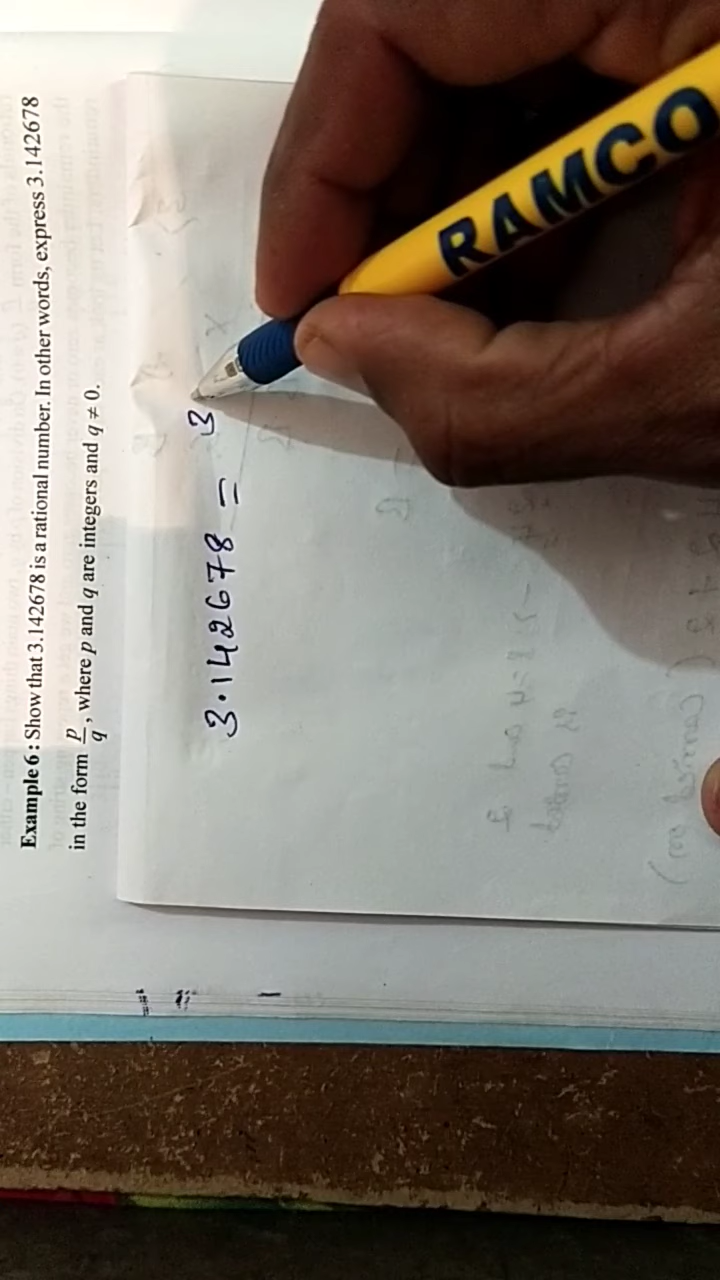 Example 6 : Show that 3.142678 is a rational number. In other words, express 3.142678
in the form p/q, where p and q are integers and q ≠ 0.
3.142678 = 3
RAMCO